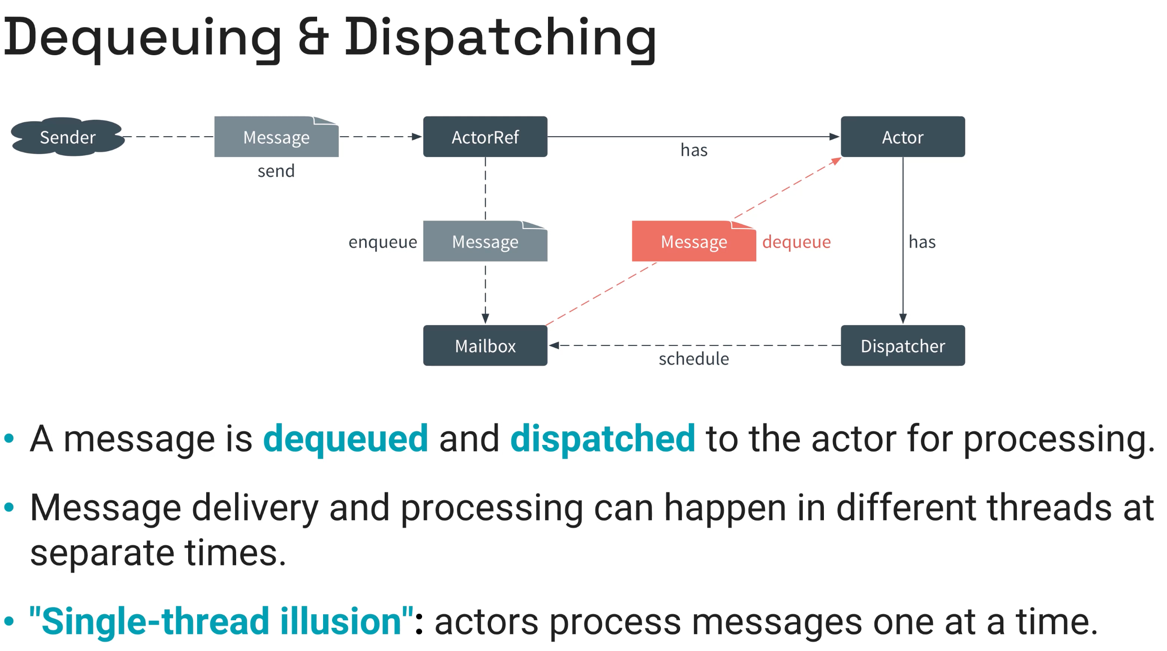 Dequeuing & Dispatching
Sender
Message
send
ActorRef
has
Actor
enqueue
Message
Message
dequeue
has
Mailbox
schedule
Dispatcher
• A message is dequeued and dispatched to the actor for processing.
• Message delivery and processing can happen in different threads at
separate times.
• "Single-thread illusion": actors process messages one at a time.